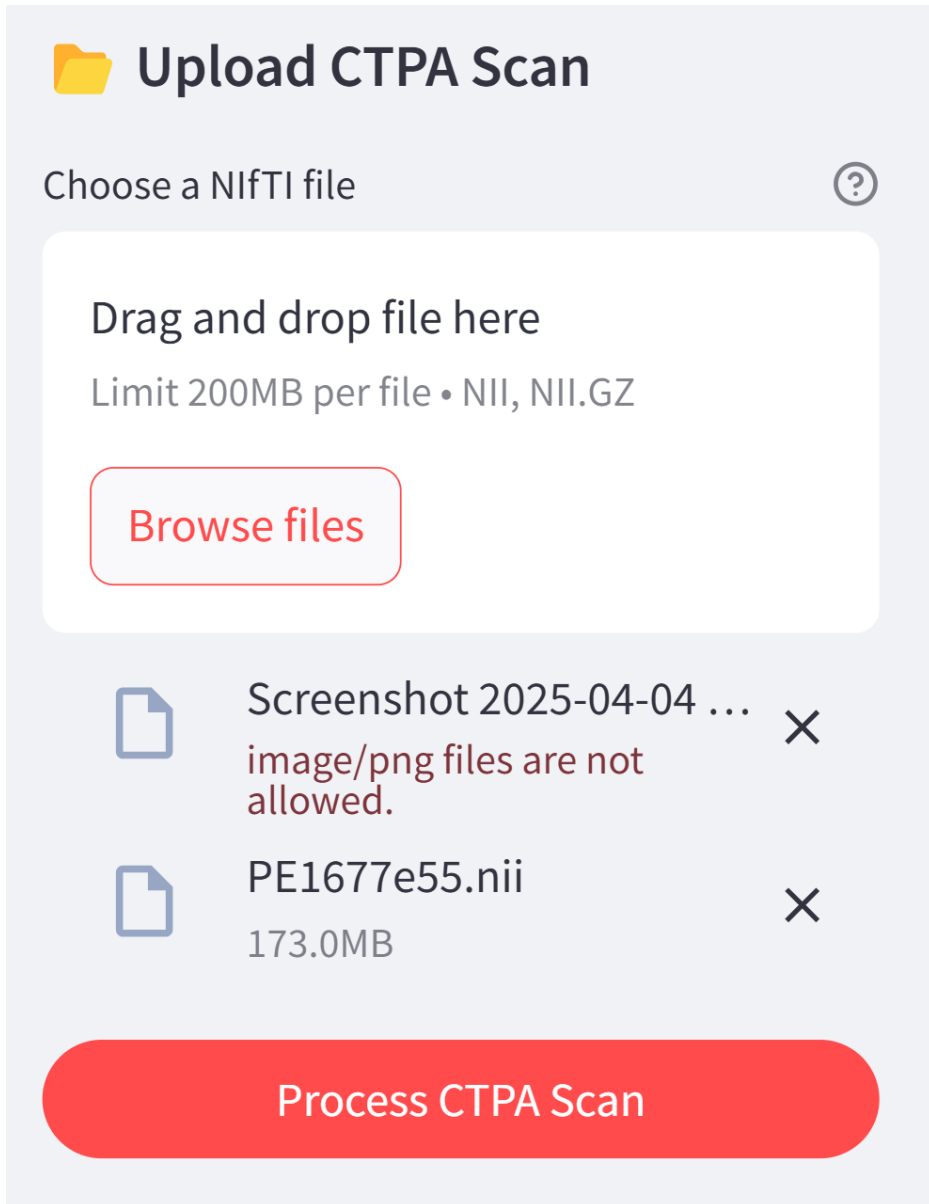 Upload CTPA Scan
Choose a NIfTI file
Drag and drop file here
Limit 200MB per file • NII, NII.GZ
Browse files
Screenshot 2025-04-04 …
image/png files are not
allowed.
PE1677e55.nii
173.0MB
Process CTPA Scan